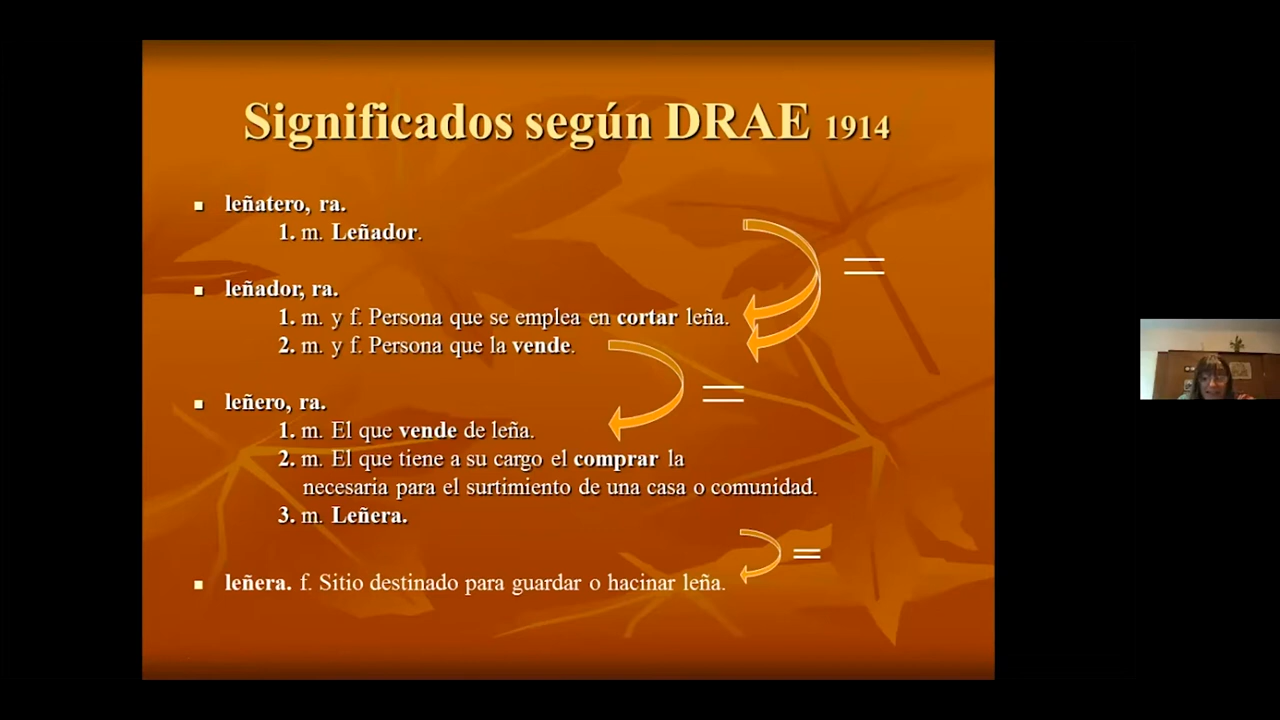 Significados según DRAE 1914
leñatero, ra.
1. m. Leñador.
leñador, ra.
1. m. y f. Persona que se emplea en cortar leña.
2. m. y f. Persona que la vende.
=
=
leñero, ra.
1. m. El que vende de leña.
2. m. El que tiene a su cargo el comprar la
necesaria para el surtimiento de una casa o comunidad.
3. m. Leñera.
=
leñera. f. Sitio destinado para guardar o hacinar leña.